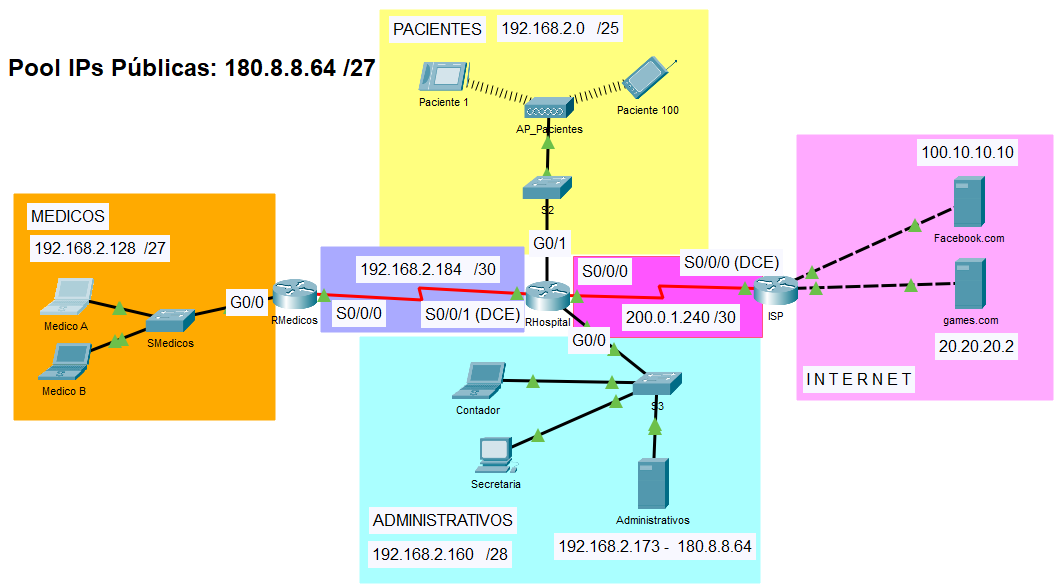 PACIENTES 192.168.2.0 /25
Pool IPs Públicas: 180.8.8.64 /27
Paciente 1
Paciente 100
AP_Pacientes
S2
G0/1
MEDICOS
192.168.2.128 /27
Medico A
Medico B
SMedicos
G0/0
RMedicos
192.168.2.184 /30
S0/0/0
S0/0/1 (DCE)
RHospital
S0/0/0
S0/0/0 (DCE)
200.0.1.240 /30
ISP
100.10.10.10
Facebook.com
games.com
20.20.20.2
INTERNET
G0/0
S3
Contador
Secretaria
Administrativos
ADMINISTRATIVOS
192.168.2.160 /28
192.168.2.173 - 180.8.8.64